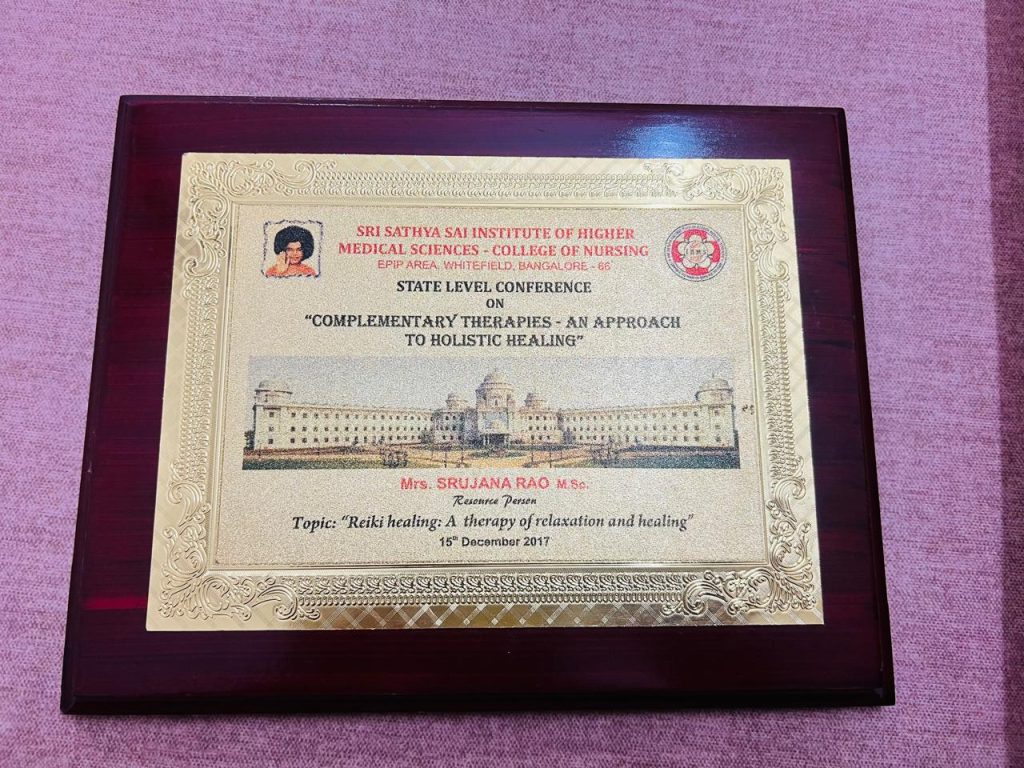 SRI SATHYA SAI INSTITUTE OF HIGHER
MEDICAL SCIENCES - COLLEGE OF NURSING
EPIP AREA, WHITEFIELD, BANGALORE - 66
STATE LEVEL CONFERENCE
ON
"COMPLEMENTARY THERAPIES - AN APPROACH
TO HOLISTIC HEALING"
Mrs. SRUJANA RAO M.Sc.
Resource Person
Topic: "Reiki healing: A therapy of relaxation and healing"
15th December 2017